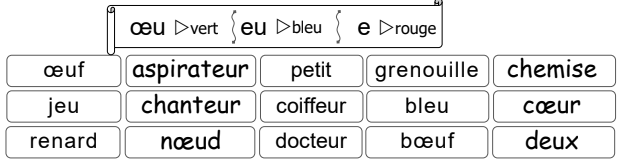 œu ▷vert eu ▷bleu e ▷rouge
œuf aspirateur petit grenouille chemise
jeu chanteur coiffeur bleu cœur
renard nœud docteur bœuf deux